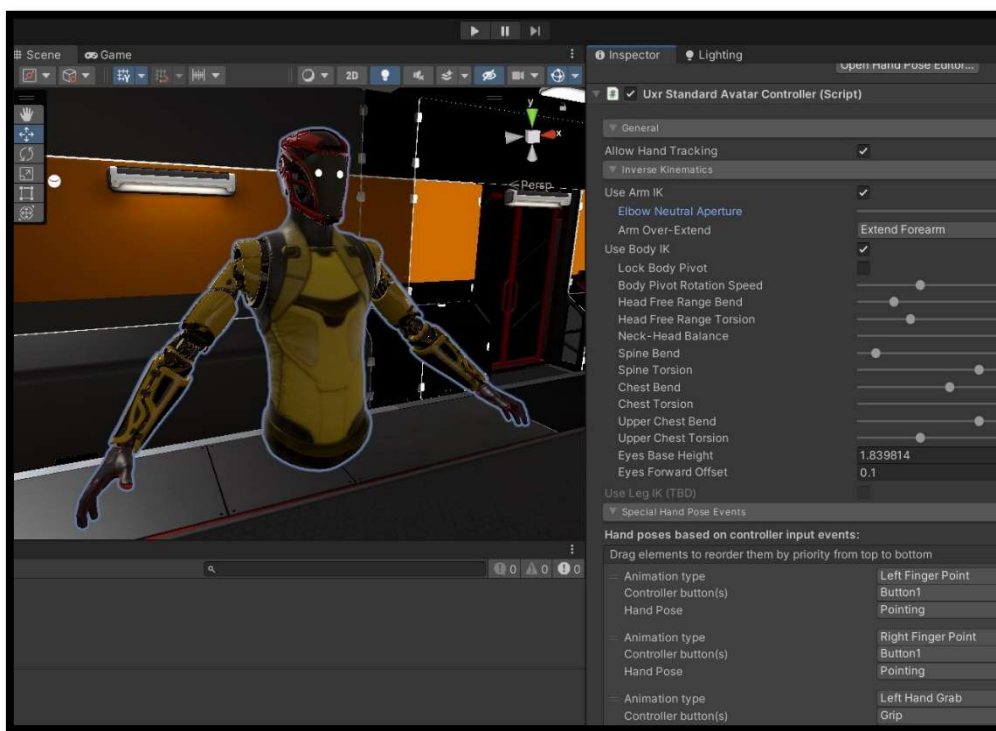 Scene
Game
2D
y
x
Persp
0
0
0
Inspector
Lighting
Open Hand Pose Editor...
Uxr Standard Avatar Controller (Script)
General
Allow Hand Tracking
Inverse Kinematics
Use Arm IK
Elbow Neutral Aperture
Arm Over-Extend Extend Forearm
Use Body IK
Lock Body Pivot
Body Pivot Rotation Speed
Head Free Range Bend
Head Free Range Torsion
Neck-Head Balance
Spine Bend
Spine Torsion
Chest Bend
Chest Torsion
Upper Chest Bend
Upper Chest Torsion
Eyes Base Height 1.839814
Eyes Forward Offset 0.1
Use Leg IK (TBD)
Special Hand Pose Events
Hand poses based on controller input events:
Drag elements to reorder them by priority from top to bottom
Animation type Left Finger Point
Controller button(s) Button1
Hand Pose Pointing
Animation type Right Finger Point
Controller button(s) Button1
Hand Pose Pointing
Animation type Left Hand Grab
Controller button(s) Grip